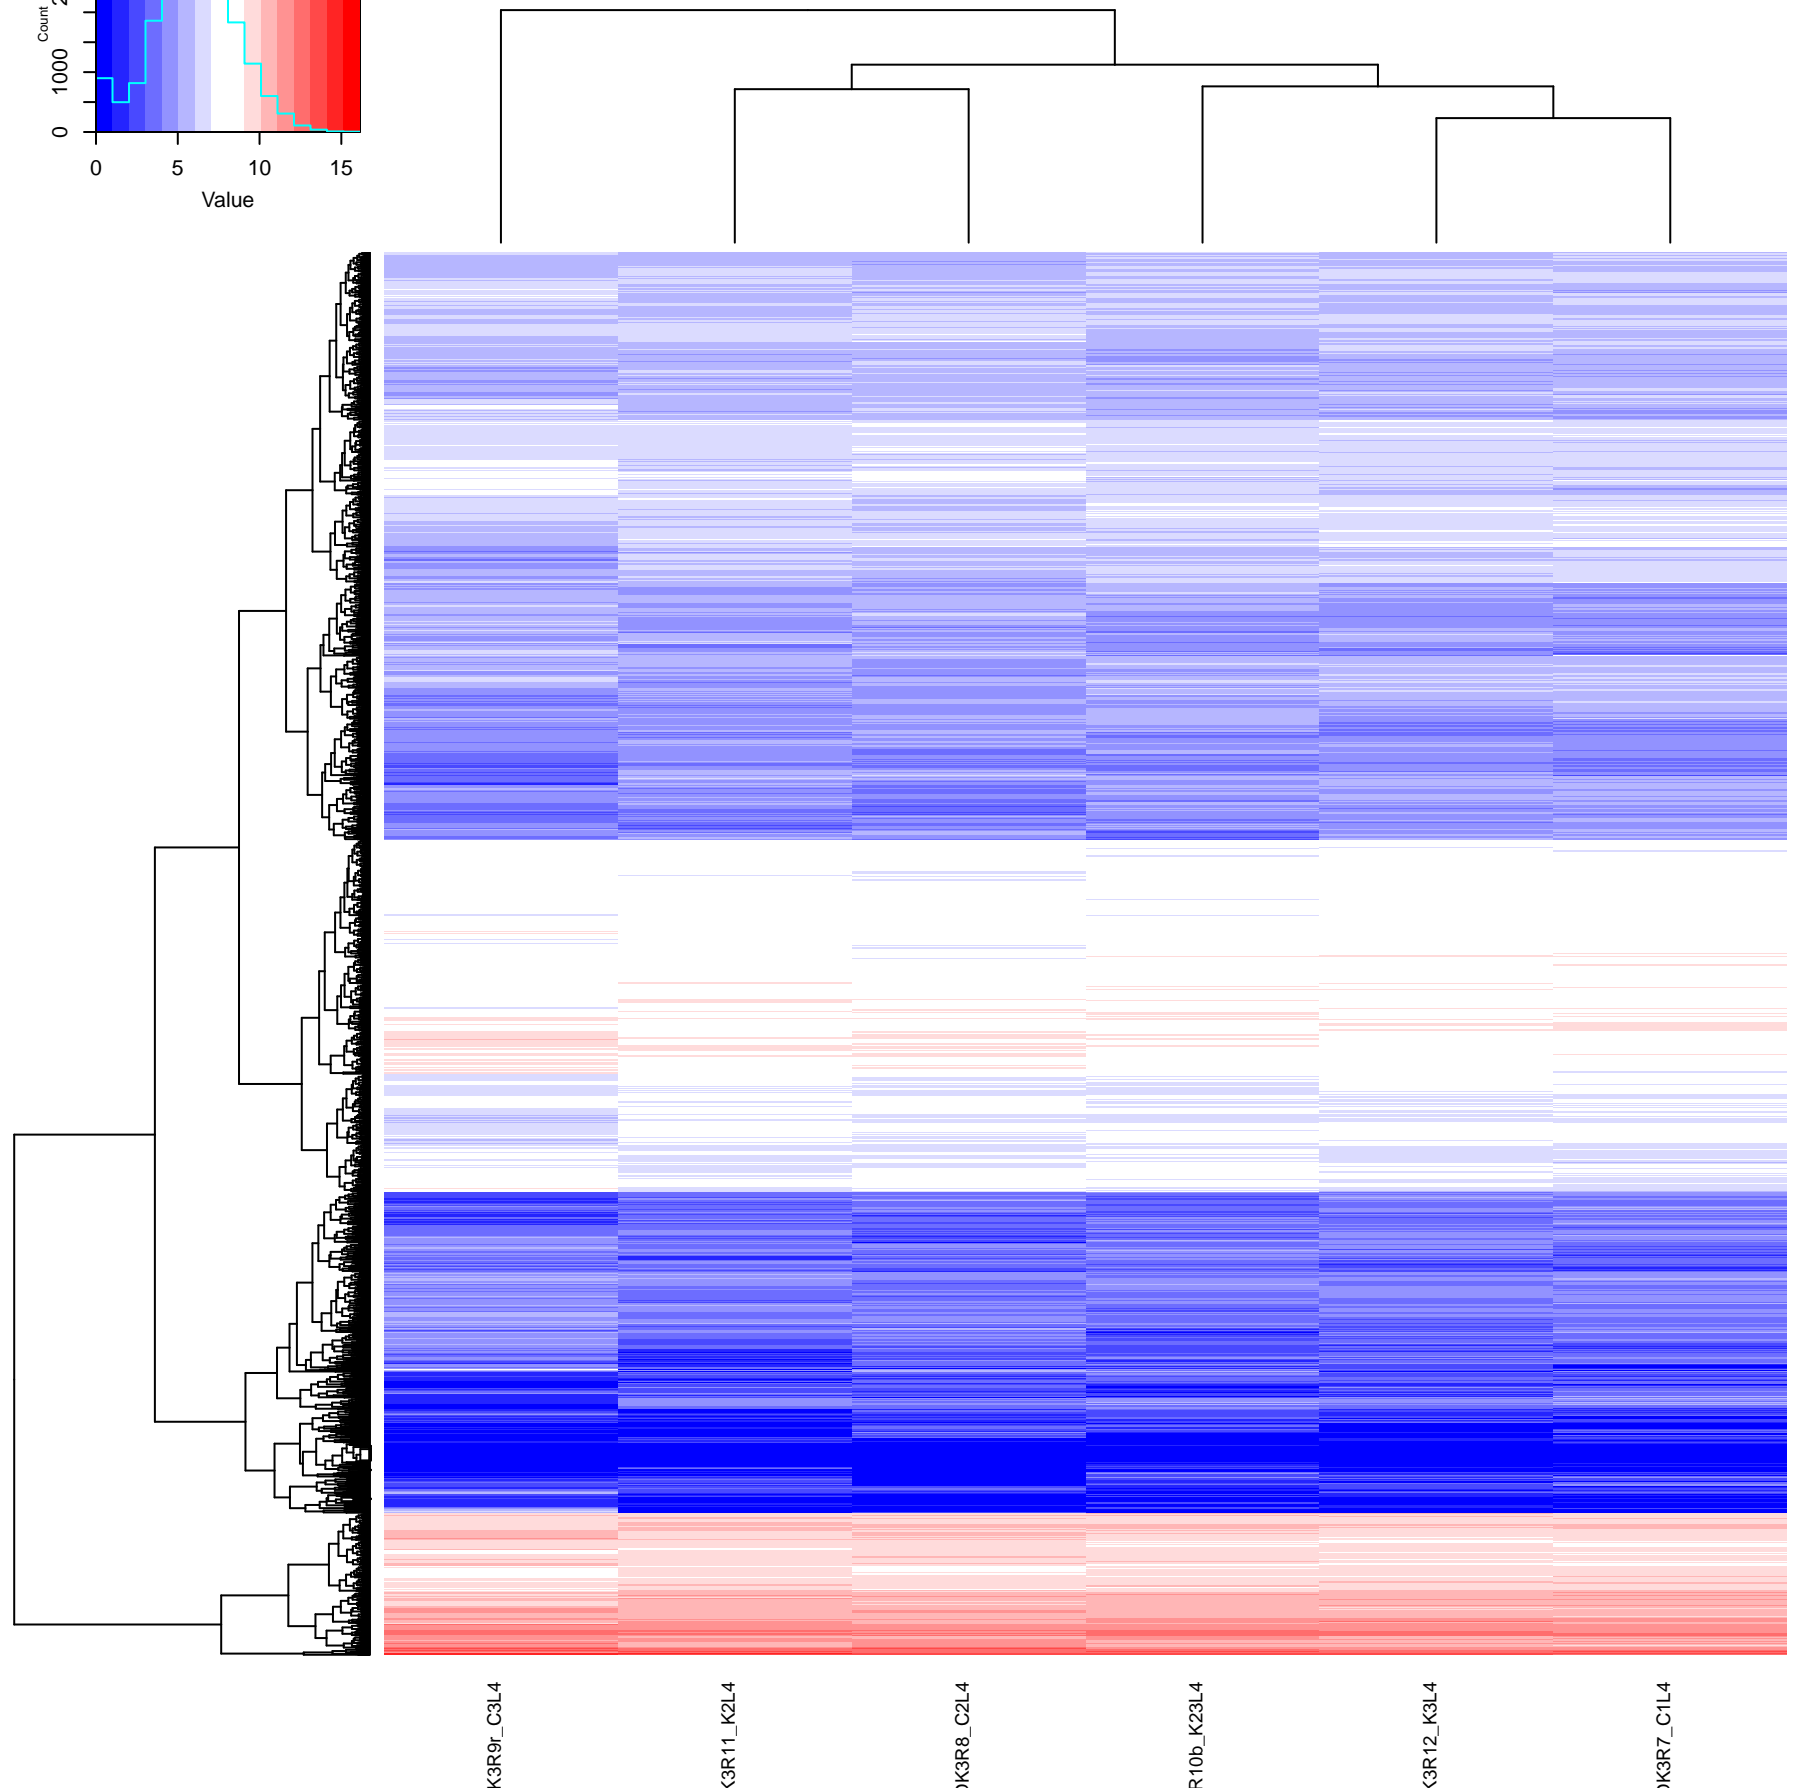 Count
1000
0
0 5 10 15
Value
K3R9r_C3L4
K3R11_K2L4
K3R8_C2L4
R10b_K23L4
K3R12_K3L4
K3R7_C1L4